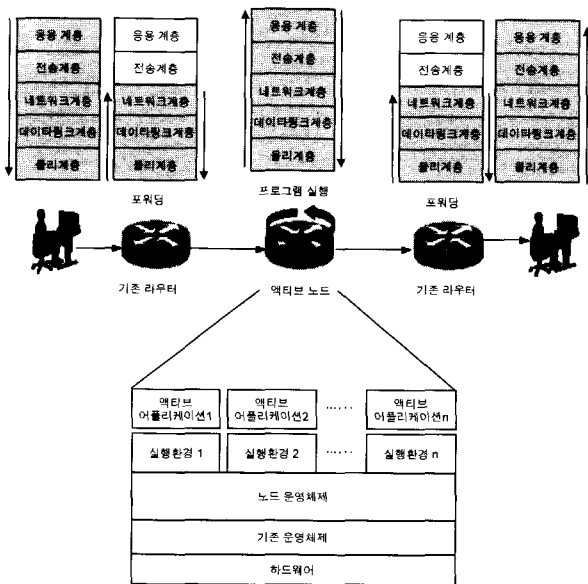 응용 계층
전송계층
네트워크계층
데이타링크계층
물리계층
응용 계층
전송계층
네트워크계층
데이타링크계층
물리계층
포워딩
응용 계층
전송계층
네트워크계층
데이타링크계층
물리계층
프로그램 실행
응용 계층
전송계층
네트워크계층
데이타링크계층
물리계층
포워딩
응용 계층
전송계층
네트워크계층
데이타링크계층
물리계층
기존 라우터
액티브 노드
기존 라우터
액티브
어플리케이션1
액티브
어플리케이션2
......
액티브
어플리케이션n
실행환경 1
실행환경 2
......
실행환경 n
노드 운영체제
기존 운영체제
하드웨어